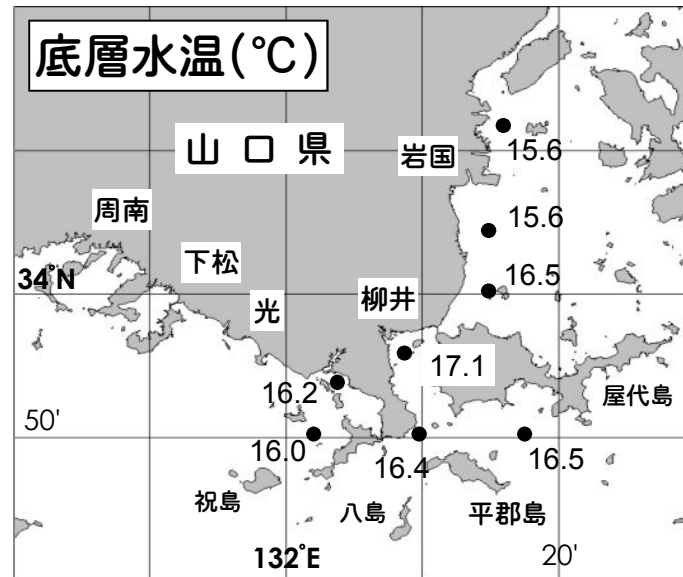 底層水温(℃)
山口県
岩国
15.6
周南
15.6
下松
34°N
16.5
光
柳井
17.1
16.2
屋代島
50'
16.0
16.4
16.5
祝島
八島
平郡島
132°E
20'